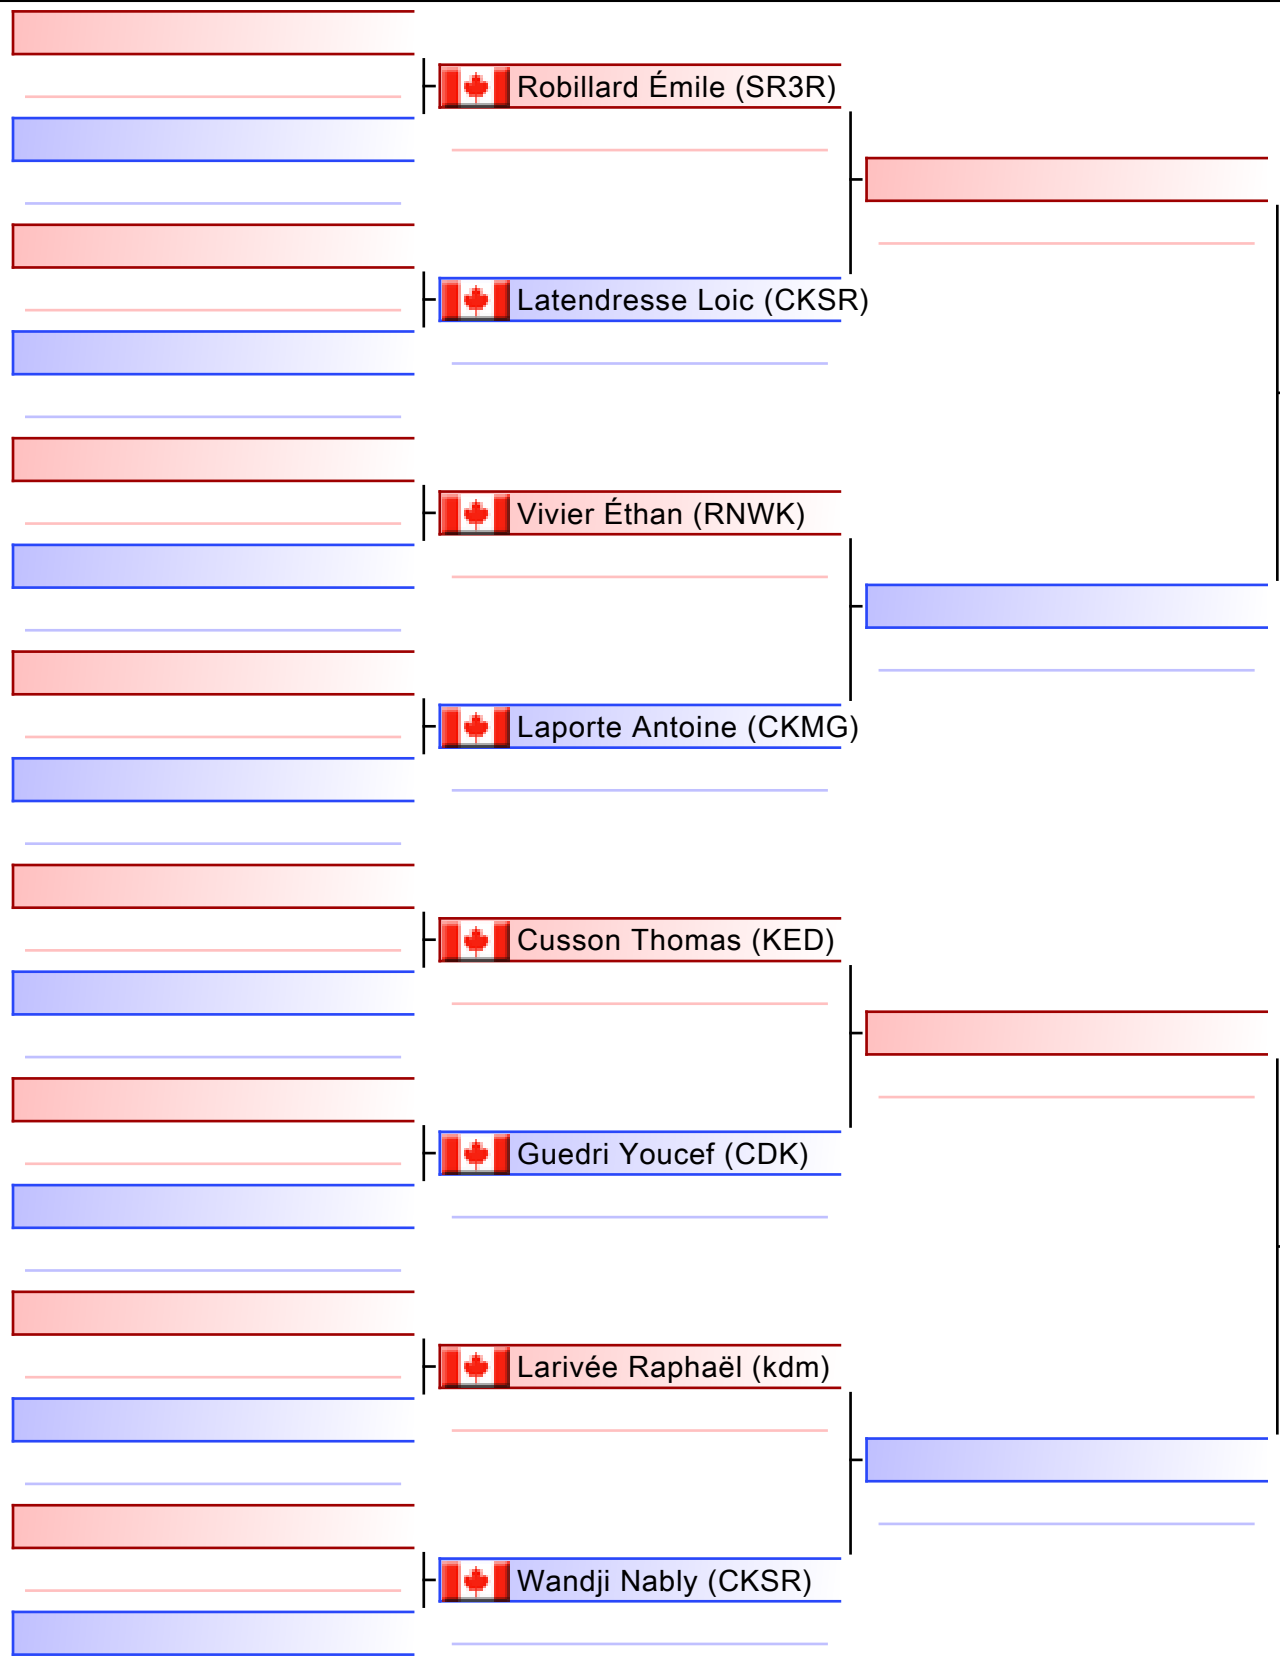 Robillard Émile (SR3R)
Latendresse Loic (CKSR)
Vivier Éthan (RNWK)
Laporte Antoine (CKMG)
Cusson Thomas (KED)
Guedri Youcef (CDK)
Larivée Raphaël (kdm)
Wandji Nably (CKSR)